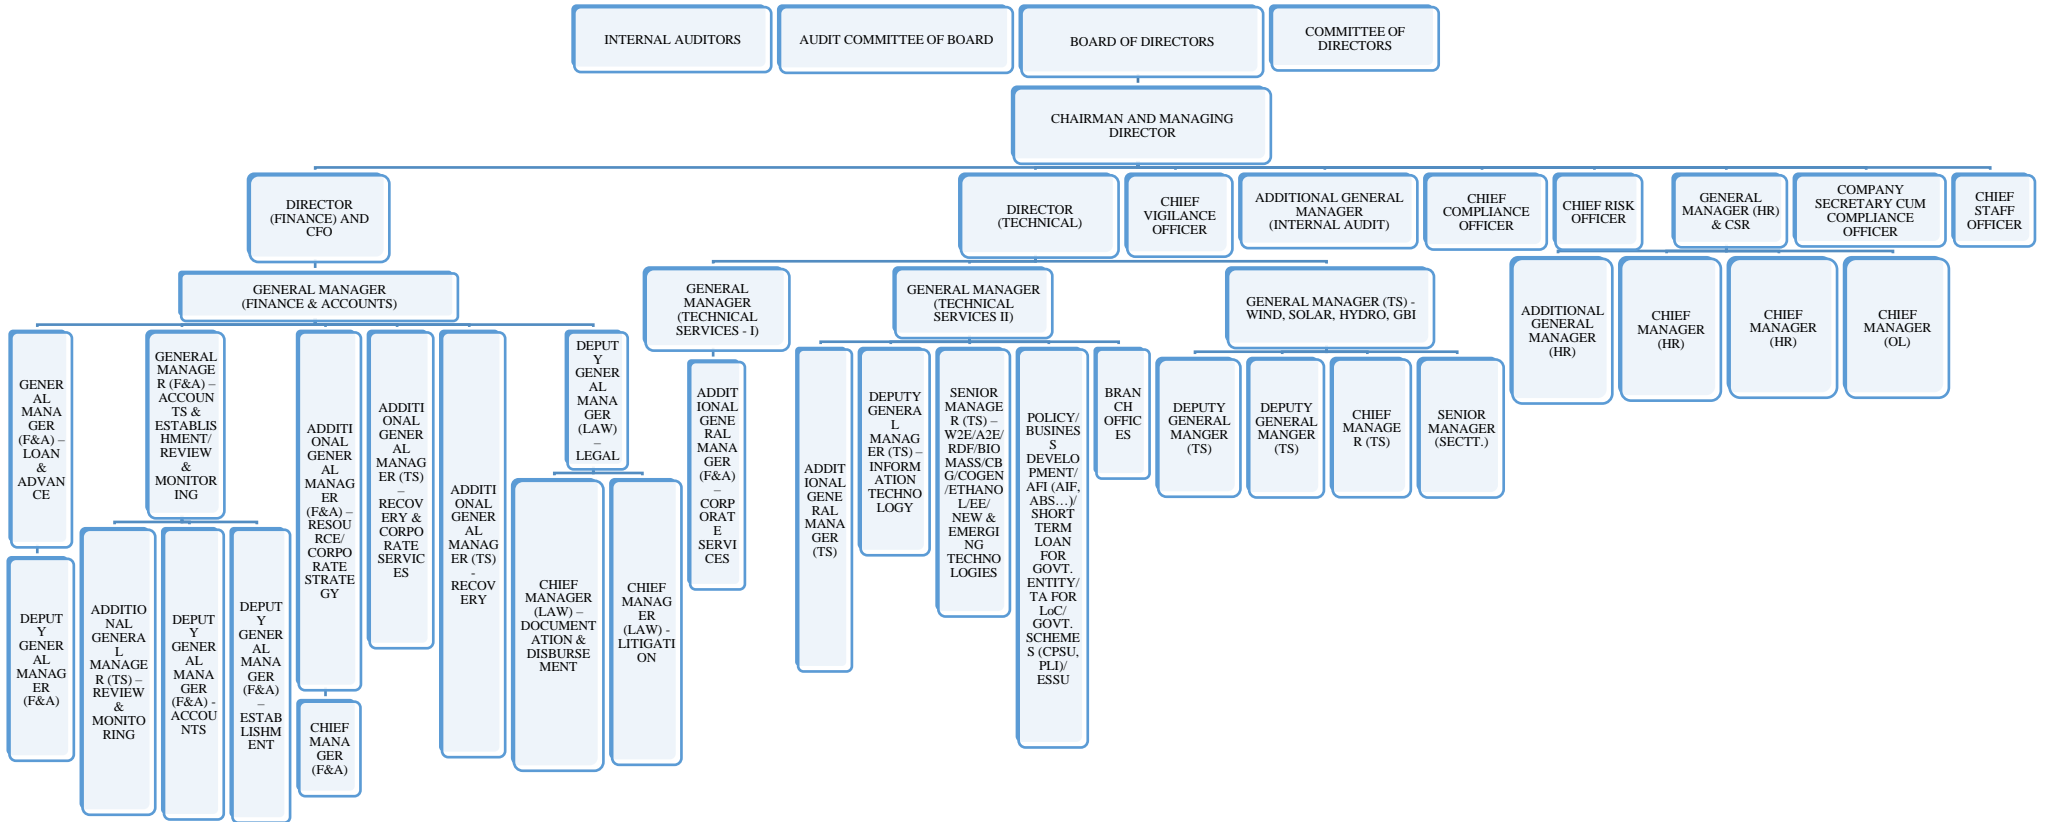 INTERNAL AUDITORS
AUDIT COMMITTEE OF BOARD
BOARD OF DIRECTORS
COMMITTEE OF
DIRECTORS
CHAIRMAN AND MANAGING
DIRECTOR
DIRECTOR
(FINANCE) AND
CFO
DIRECTOR
(TECHNICAL)
CHIEF
VIGILANCE
OFFICER
ADDITIONAL GENERAL
MANAGER
(INTERNAL AUDIT)
CHIEF
COMPLIANCE
OFFICER
CHIEF RISK
OFFICER
GENERAL
MANAGER (HR)
& CSR
COMPANY
SECRETARY CUM
COMPLIANCE
OFFICER
CHIEF
STAFF
OFFICER
GENERAL MANAGER
(FINANCE & ACCOUNTS)
GENERAL
MANAGER
(TECHNICAL
SERVICES - I)
GENERAL MANAGER
(TECHNICAL
SERVICES II)
GENERAL MANAGER (TS) -
WIND, SOLAR, HYDRO, GBI
ADDITIONAL
GENERAL
MANAGER
(HR)
CHIEF
MANAGER
(HR)
CHIEF
MANAGER
(HR)
CHIEF
MANAGER
(OL)
GENER
AL
MANA
GER
(F&A) –
LOAN
&
ADVAN
CE
GENERAL
MANAGE
R (F&A) –
ACCOUN
TS &
ESTABLIS
HMENT/
REVIEW
&
MONITOR
ING
ADDITI
ONAL
GENER
AL
MANAG
ER
(F&A) –
RESOU
RCE/
CORPO
RATE
STRATE
GY
ADDITI
ONAL
GENER
AL
MANAG
ER (TS)
–
RECOV
ERY &
CORPO
RATE
SERVIC
ES
ADDITI
ONAL
GENER
AL
MANAG
ER (TS)
-
RECOV
ERY
DEPUT
Y
GENER
AL
MANA
GER
(LAW)
–
LEGAL
ADDIT
IONAL
GENE
RAL
MANA
GER
(F&A)
–
CORP
ORAT
E
SERVI
CES
ADDIT
IONAL
GENE
RAL
MANA
GER
(TS)
DEPUTY
GENERA
L
MANAG
ER (TS) –
INFORM
ATION
TECHNO
LOGY
SENIOR
MANAGE
R (TS) –
W2E/A2E/
RDF/BIO
MASS/CB
G/COGEN
/ETHANO
L/EE/
NEW &
EMERGI
NG
TECHNO
LOGIES
POLICY/
BUSINES
S
DEVELO
PMENT/
AFI (AIF,
ABS…)/
SHORT
TERM
LOAN
FOR
GOVT.
ENTITY/
TA FOR
LoC/
GOVT.
SCHEME
S (CPSU,
PLI)/
ESSU
BRAN
CH
OFFIC
ES
DEPUTY
GENERAL
MANGER
(TS)
DEPUTY
GENERAL
MANGER
(TS)
CHIEF
MANAGE
R (TS)
SENIOR
MANAGER
(SECTT.)
DEPUT
Y
GENER
AL
MANAG
ER
(F&A)
ADDITIO
NAL
GENERA
L
MANAGE
R (TS) –
REVIEW
&
MONITO
RING
DEPUT
Y
GENER
AL
MANA
GER
(F&A) -
ACCOU
NTS
DEPUT
Y
GENER
AL
MANA
GER
(F&A)
–
ESTAB
LISHM
ENT
CHIEF
MANA
GER
(F&A)
CHIEF
MANAGER
(LAW) –
DOCUMENT
ATION &
DISBURSE
MENT
CHIEF
MANAG
ER
(LAW) -
LITIGATI
ON